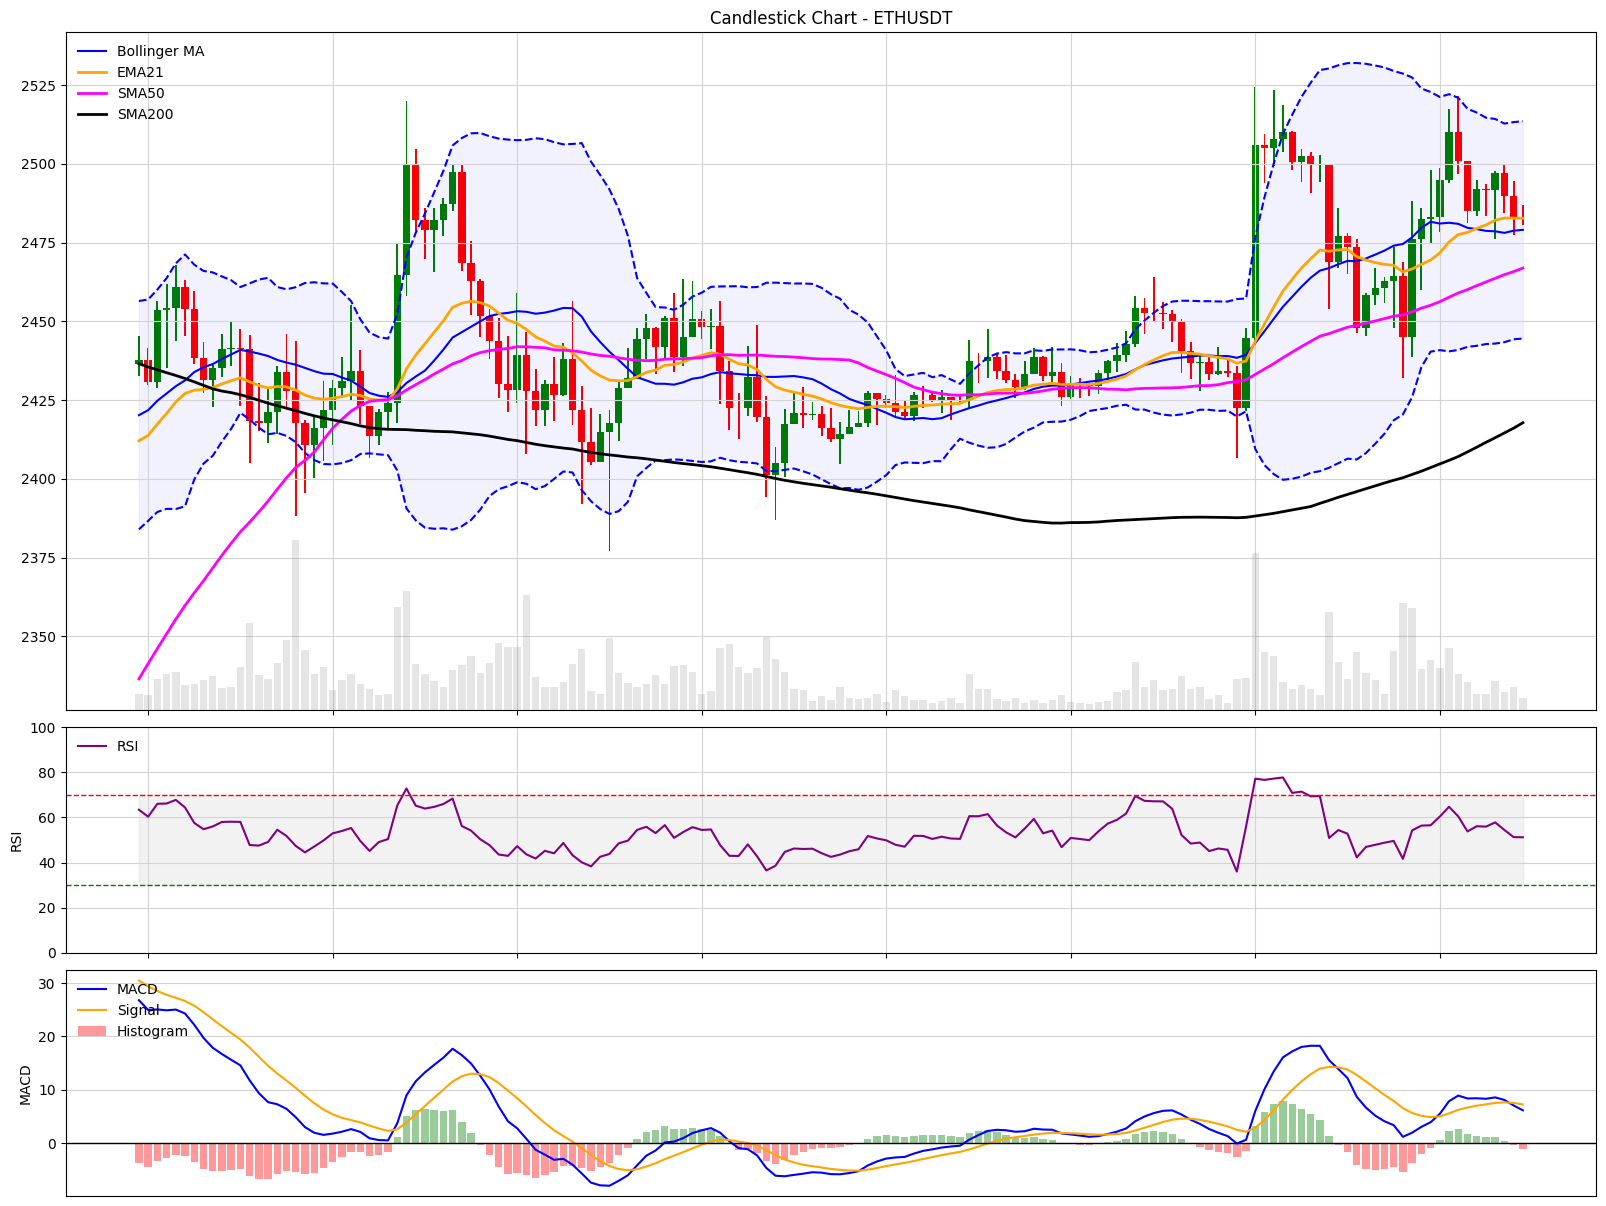 Candlestick Chart - ETHUSDT
Bollinger MA
EMA21
SMA50
SMA200
2525
2500
2475
2450
2425
2400
2375
2350
RSI
100
80
60
40
20
0
RSI
MACD
Signal
Histogram
30
20
10
0
MACD